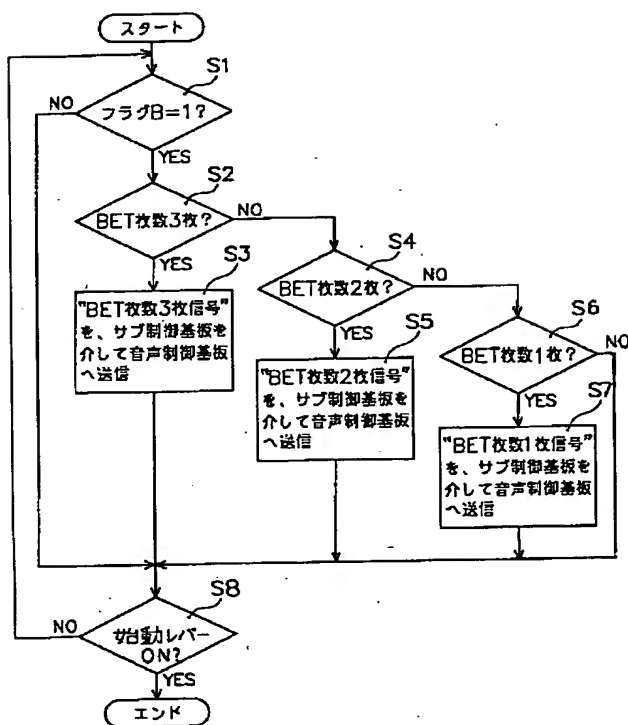 スタート
S1
NO
フラグB=1?
YES
S2
BET枚数3枚?
NO
YES
S3
"BET枚数3枚信号"
を、サブ制御基板を
介して音声制御基板
へ送信
S4
BET枚数2枚?
NO
YES
S5
"BET枚数2枚信号"
を、サブ制御基板を
介して音声制御基板
へ送信
S6
BET枚数1枚?
NO
YES
S7
"BET枚数1枚信号"
を、サブ制御基板を
介して音声制御基板
へ送信
S8
NO
始動レバー
ON?
YES
エンド